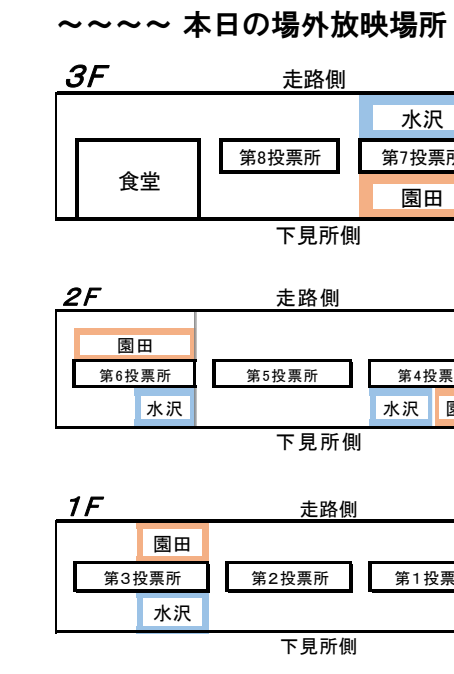 ～～～～ 本日の場外放映場所
3F
走路側
水沢
第8投票所
第7投票所
食堂
園田
下見所側
2F
走路側
園田
第6投票所
第5投票所
第4投票
水沢
水沢
下見所側
1F
走路側
園田
第3投票所
第2投票所
第1投票
水沢
下見所側